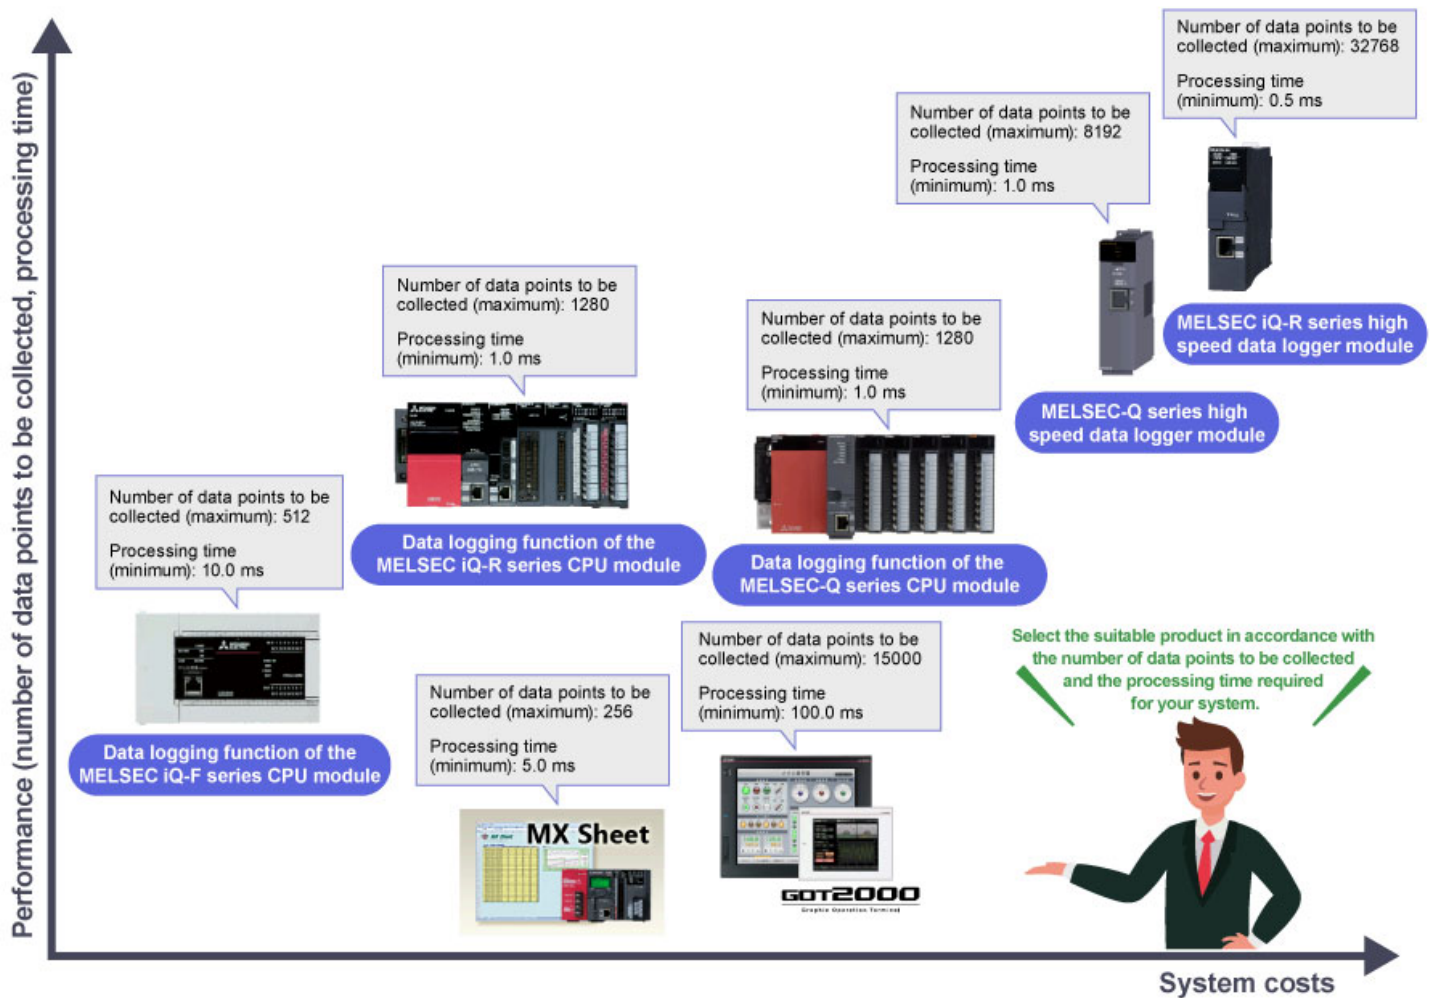 Performance (number of data points to be collected, processing time)
Number of data points to be
collected (maximum): 32768
Processing time
(minimum): 0.5 ms
Number of data points to be
collected (maximum): 8192
Processing time
(minimum): 1.0 ms
MELSEC iQ-R series high
speed data logger module
MELSEC-Q series high
speed data logger module
Number of data points to be
collected (maximum): 1280
Processing time
(minimum): 1.0 ms
Data logging function of the
MELSEC iQ-R series CPU module
Number of data points to be
collected (maximum): 1280
Processing time
(minimum): 1.0 ms
Data logging function of the
MELSEC-Q series CPU module
Number of data points to be
collected (maximum): 512
Processing time
(minimum): 10.0 ms
Data logging function of the
MELSEC iQ-F series CPU module
Number of data points to be
collected (maximum): 256
Processing time
(minimum): 5.0 ms
MX Sheet
Number of data points to be
collected (maximum): 15000
Processing time
(minimum): 100.0 ms
GOT2000
Graphic Operation Terminal
Select the suitable product in accordance with
the number of data points to be collected
and the processing time required
for your system.
System costs